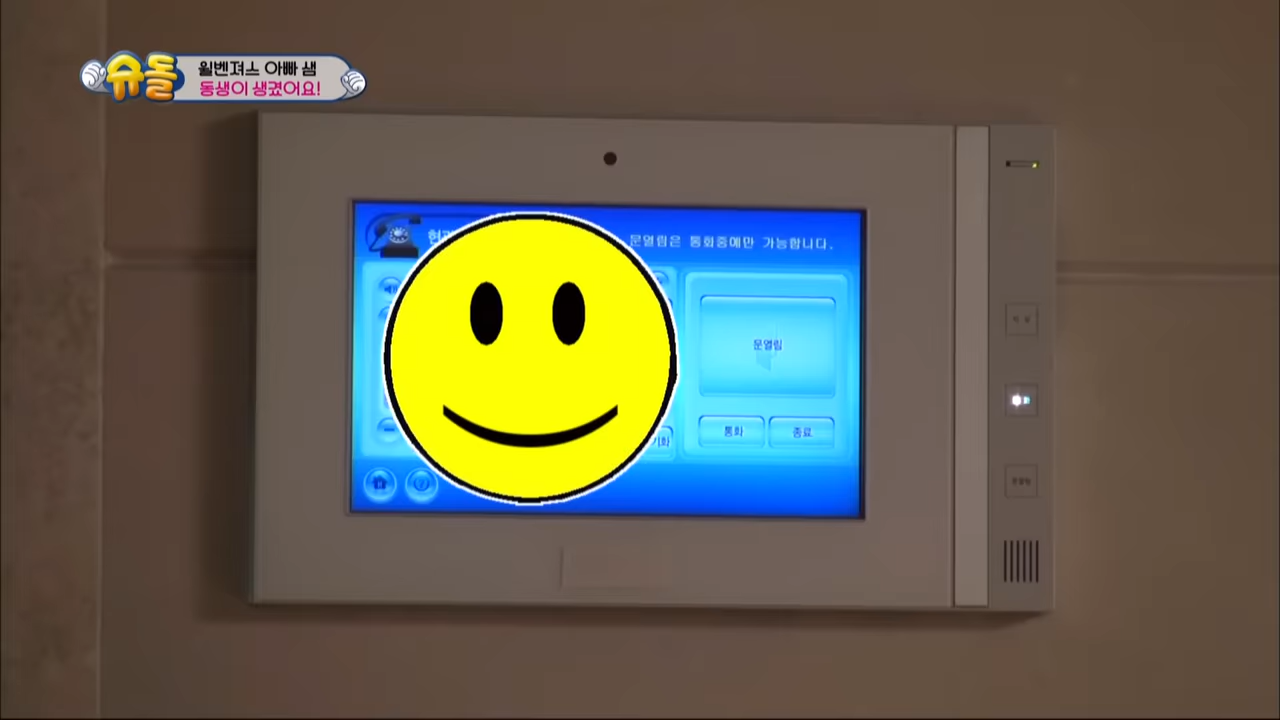 슈돌
윌벤져스 아빠 샘
동생이 생겼어요!
문열림은 통화중에만 가능합니다.
문열림
통화
종료